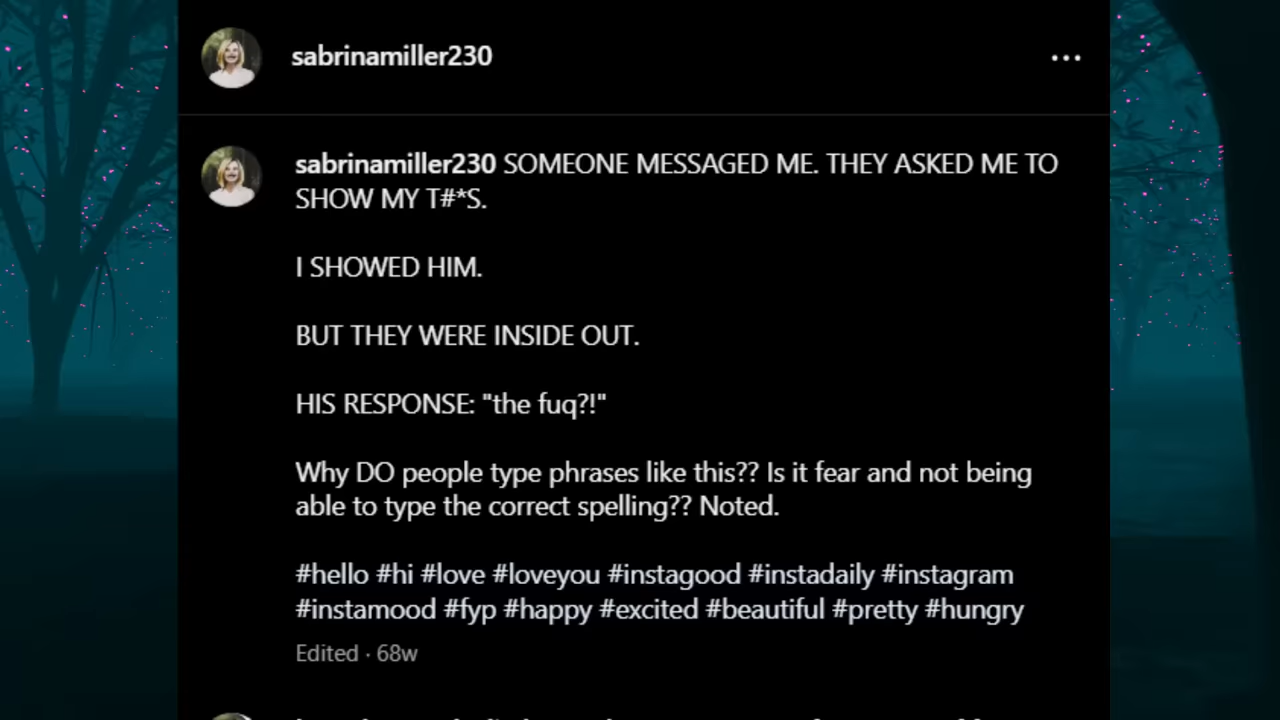 sabrinamiller230
sabrinamiller230 SOMEONE MESSAGED ME. THEY ASKED ME TO
SHOW MY T#*S.
I SHOWED HIM.
BUT THEY WERE INSIDE OUT.
HIS RESPONSE: "the fuq?!"
Why DO people type phrases like this?? Is it fear and not being
able to type the correct spelling?? Noted.
#hello #hi #love #loveyou #instagood #instadaily #instagram
#instamood #fyp #happy #excited #beautiful #pretty #hungry
Edited · 68w